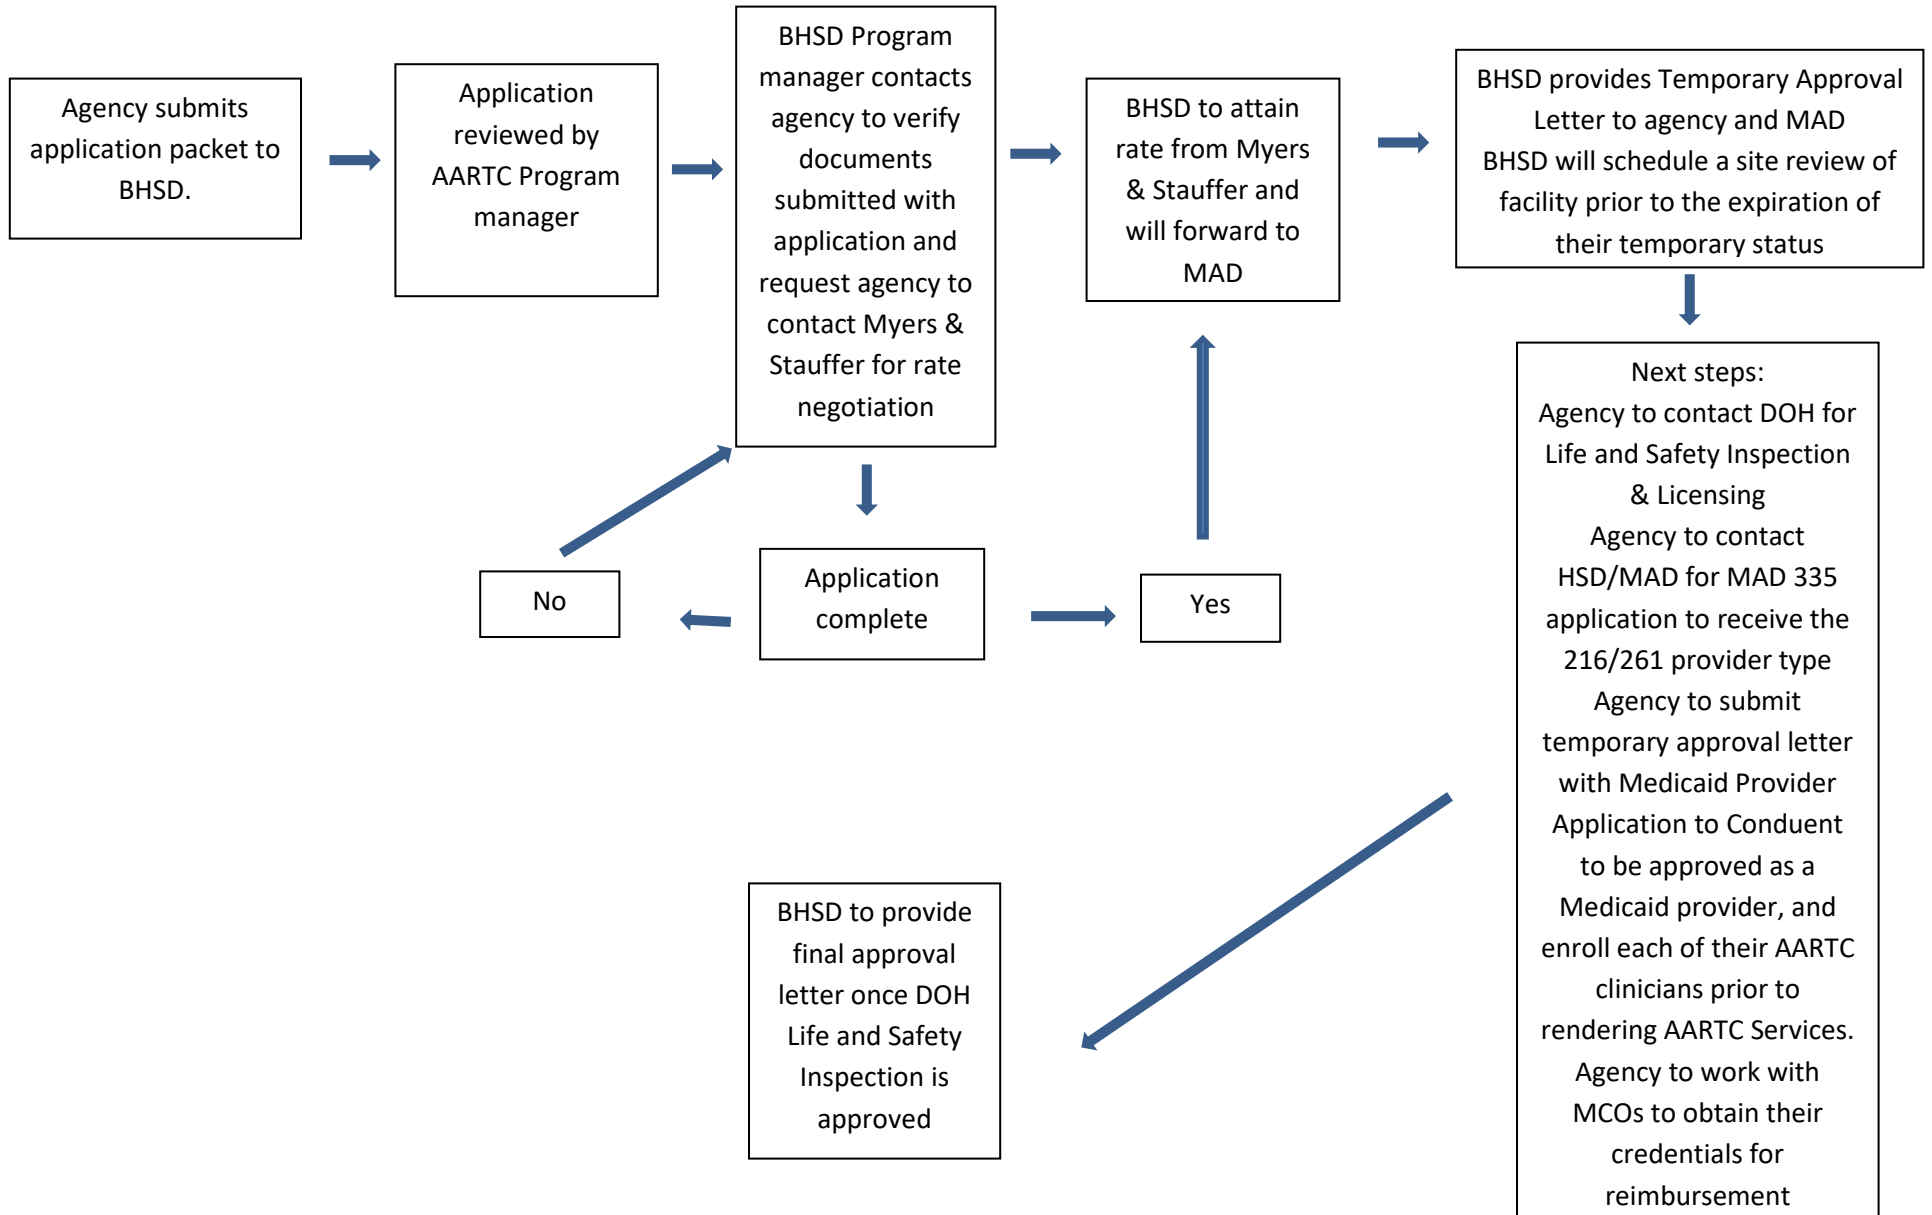 Agency submits
application packet to
BHSD.
Application
reviewed by
AARTC Program
manager
BHSD Program
manager contacts
agency to verify
documents
submitted with
application and
request agency to
contact Myers &
Stauffer for rate
negotiation
BHSD to attain
rate from Myers
& Stauffer and
will forward to
MAD
BHSD provides Temporary Approval
Letter to agency and MAD
BHSD will schedule a site review of
facility prior to the expiration of
their temporary status
No
Application
complete
Yes
Next steps:
Agency to contact DOH for
Life and Safety Inspection
& Licensing
Agency to contact
HSD/MAD for MAD 335
application to receive the
216/261 provider type
Agency to submit
temporary approval letter
with Medicaid Provider
Application to Conduent
to be approved as a
Medicaid provider, and
enroll each of their AARTC
clinicians prior to
rendering AARTC Services.
Agency to work with
MCOs to obtain their
credentials for
reimbursement
BHSD to provide
final approval
letter once DOH
Life and Safety
Inspection is
approved